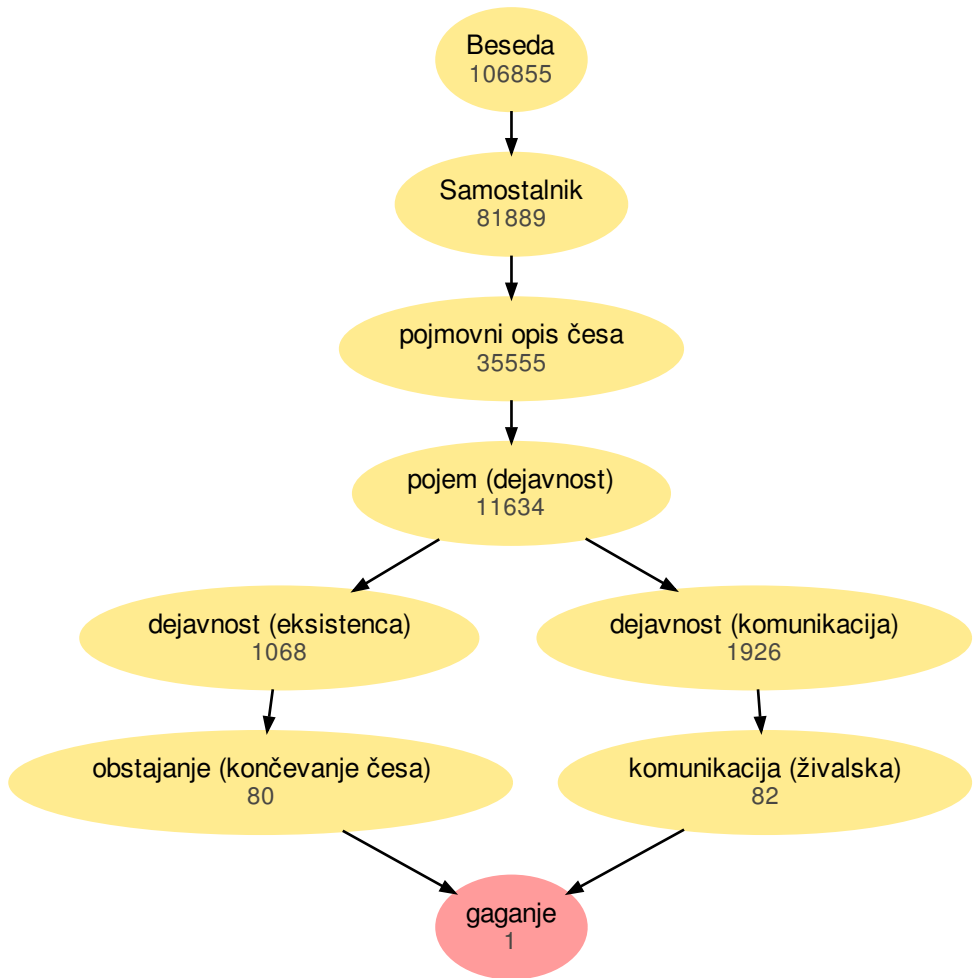 Beseda
106855
Samostalnik
81889
pojmovni opis česa
35555
pojem (dejavnost)
11634
dejavnost (eksistenca)
1068
dejavnost (komunikacija)
1926
obstajanje (končevanje česa)
80
komunikacija (živalska)
82
gaganje
1